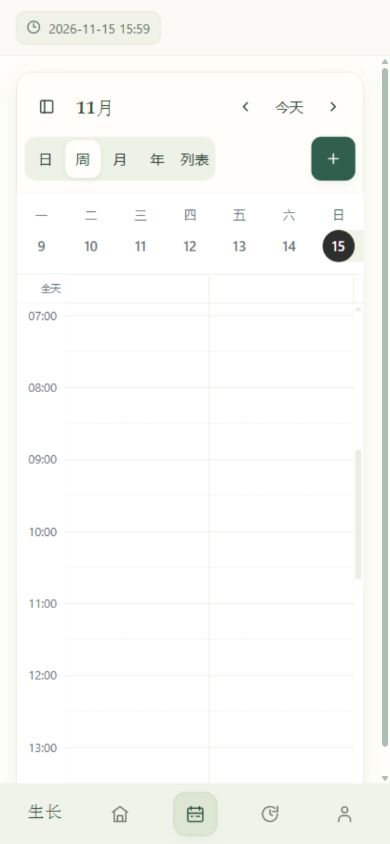 2026-11-15 15:59
11月
今天
日 周 月 年 列表
+
一 二 三 四 五 六 日
9 10 11 12 13 14 15
全天
07:00
08:00
09:00
10:00
11:00
12:00
13:00
生长